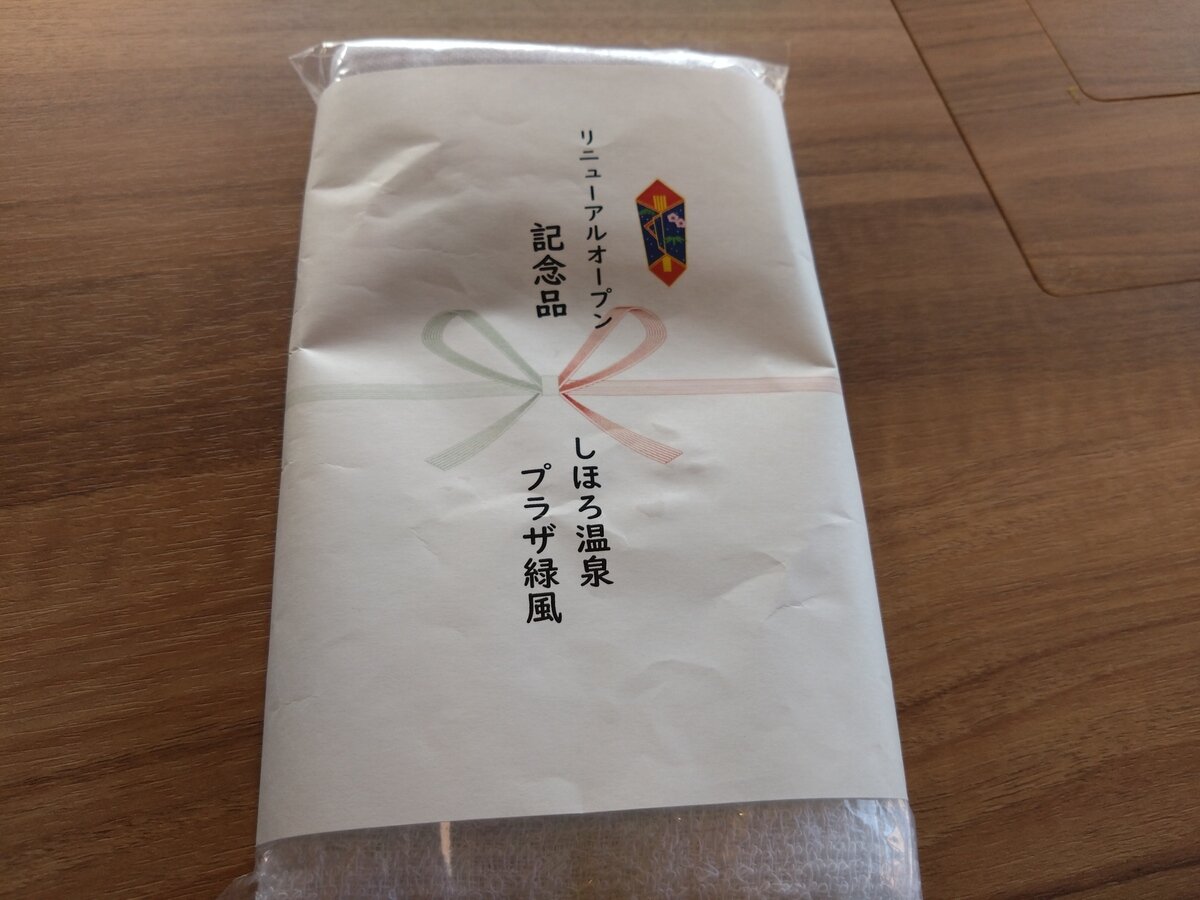 リニューアルオープン
記念品
しほろ温泉
プラザ緑風